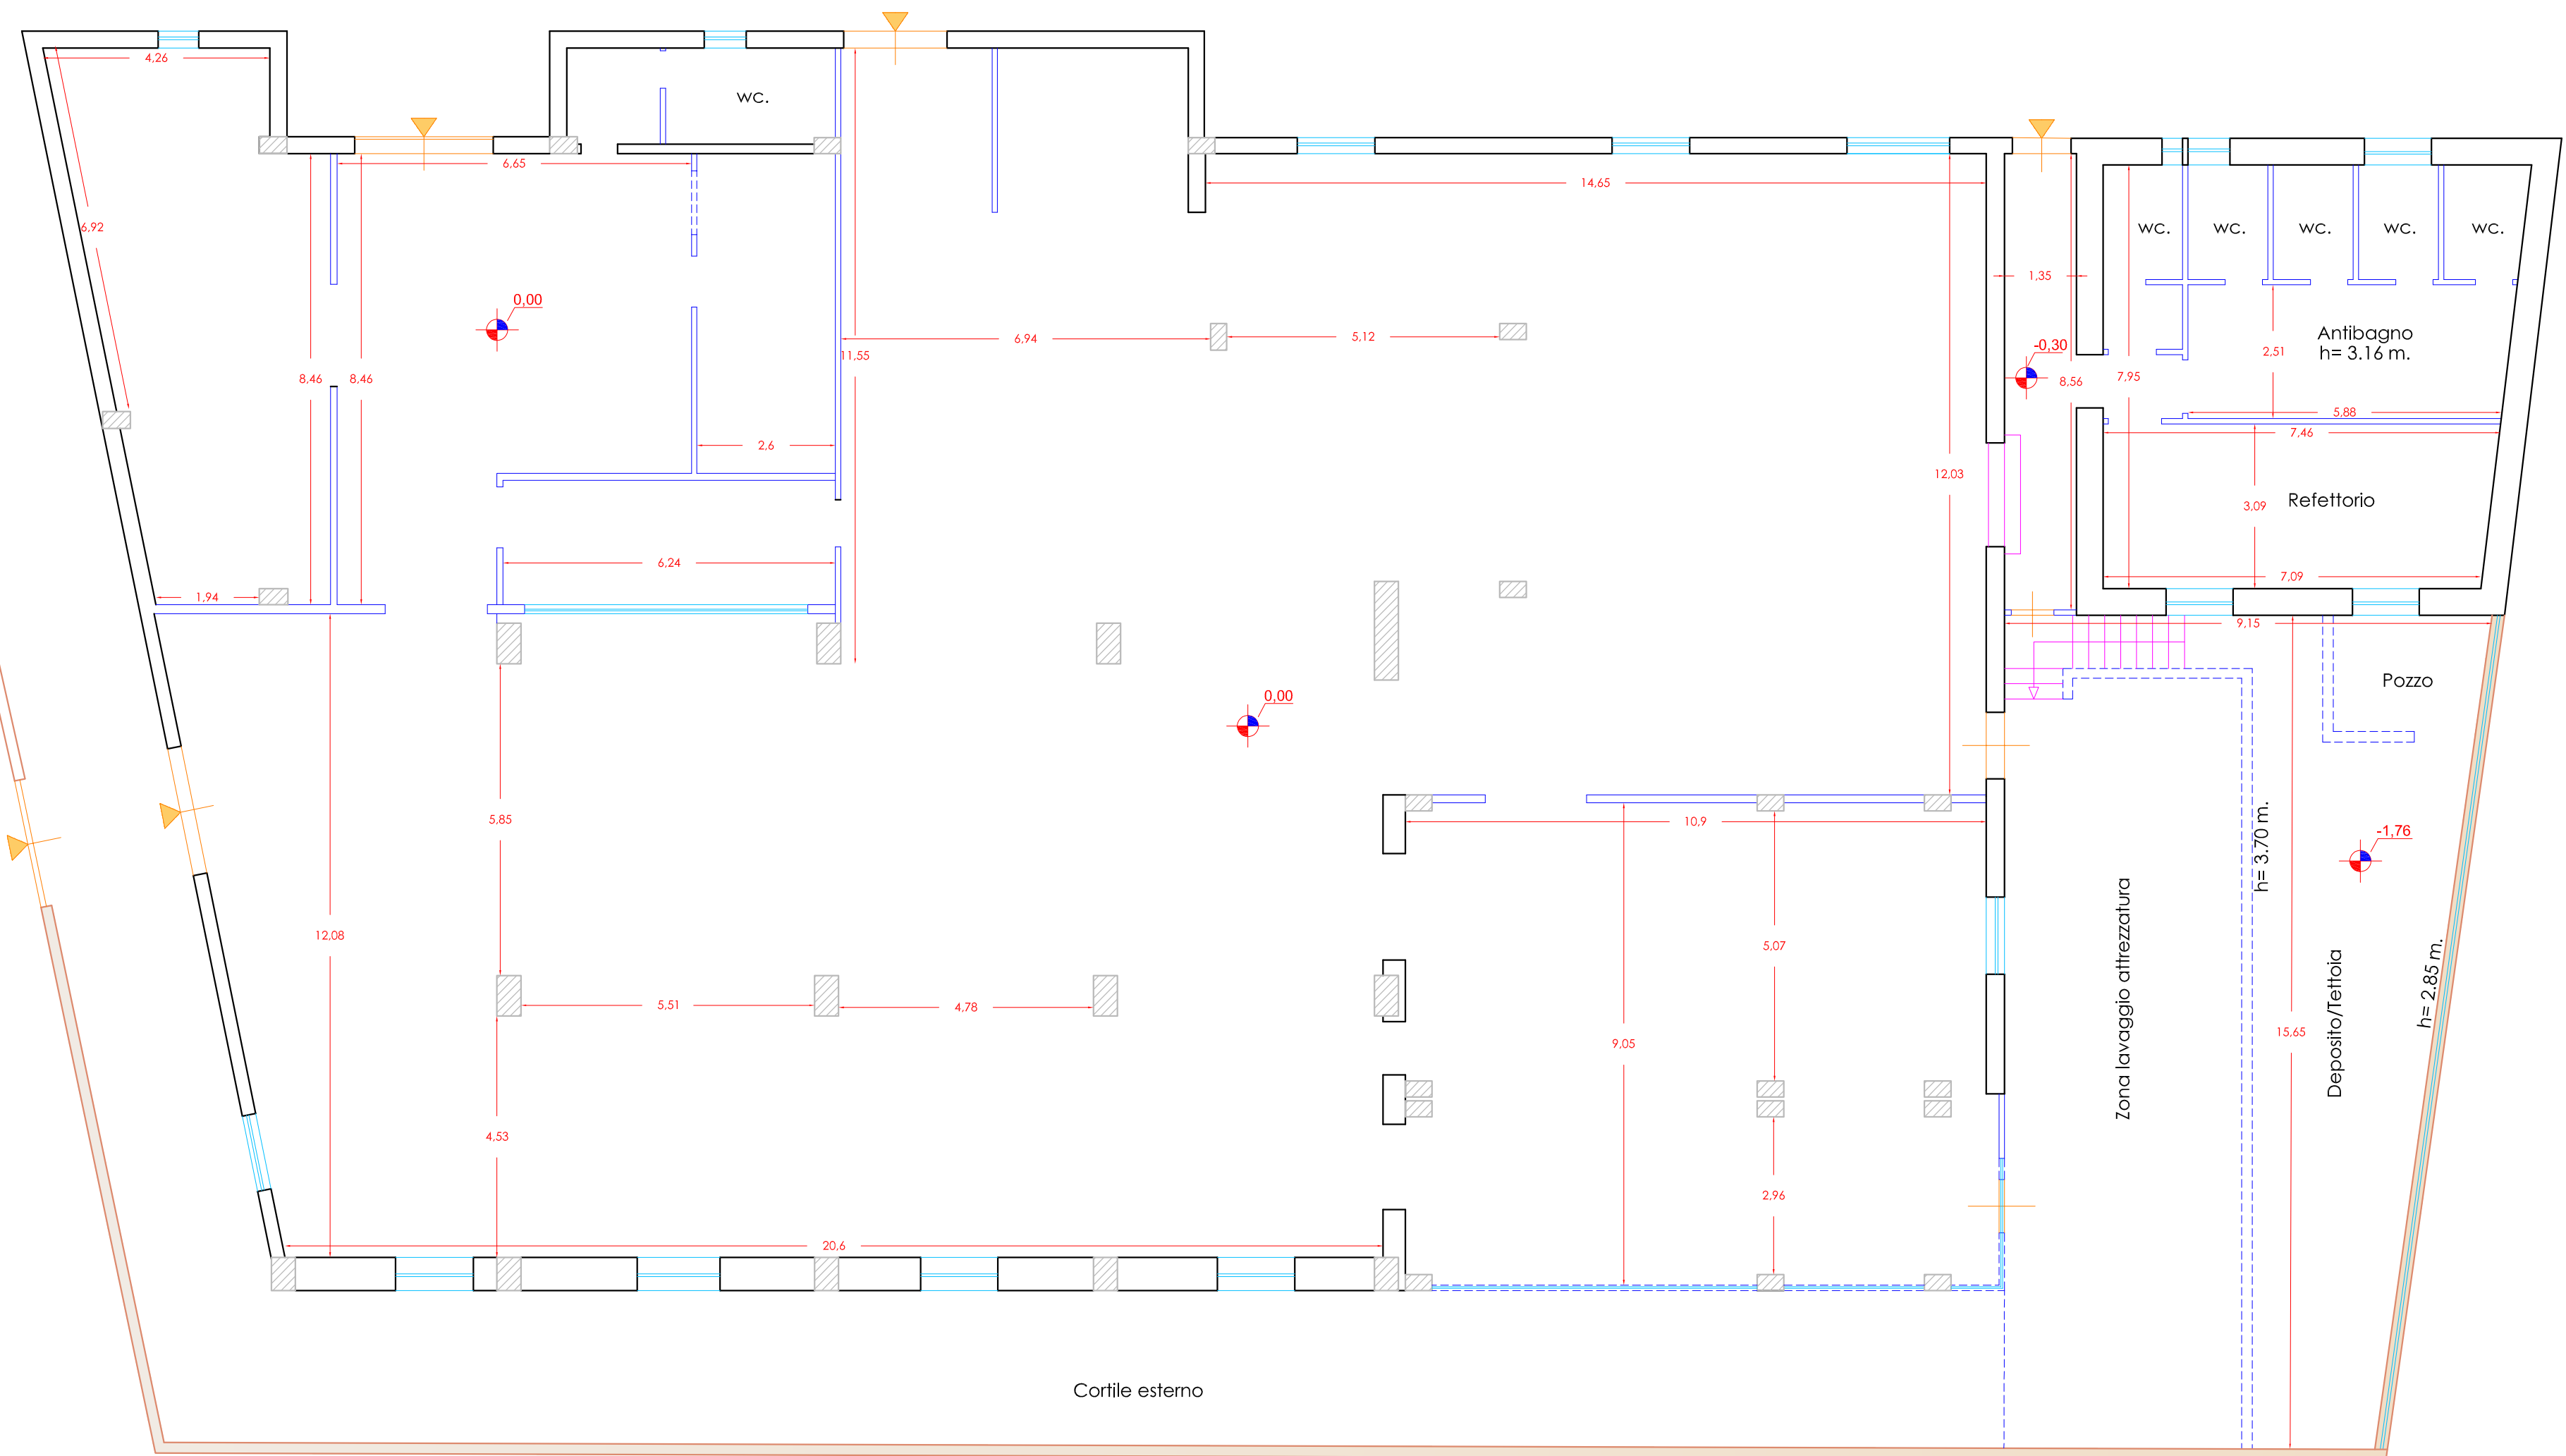 4,26
wc.
6,65
14,65
6,92
wc.
wc.
wc.
wc.
wc.
1,35
0,00
6,94
5,12
11,55
-0,30
Antibagno
h= 3.16 m.
2,51
8,46
8,46
8,56
7,95
5,88
7,46
2,6
12,03
Refettorio
3,09
6,24
7,09
1,94
9,15
Pozzo
0,00
5,85
10,9
h= 3.70 m.
-1,76
12,08
5,07
Zona lavaggio attrezzatura
Deposito/Tettoia
h= 2.85 m.
5,51
4,78
9,05
15,65
4,53
2,96
20,6
Cortile esterno